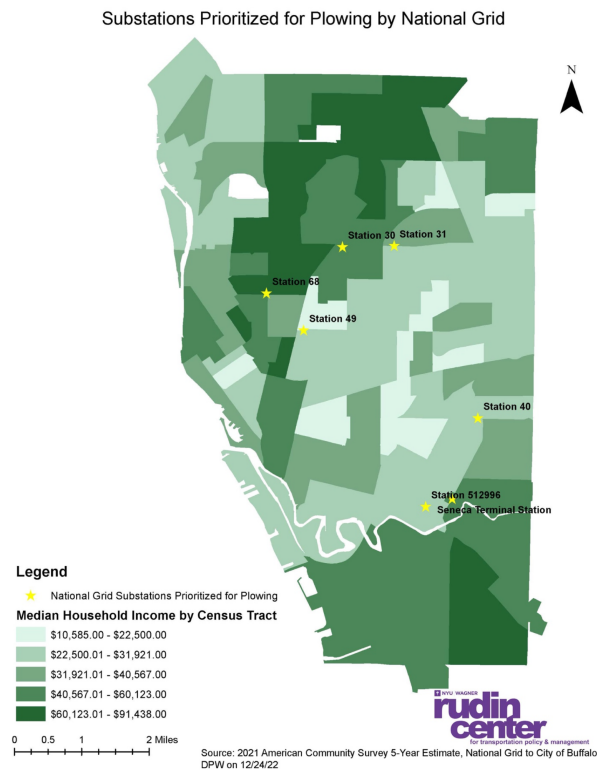 Substations Prioritized for Plowing by National Grid
N
Station 30
Station 31
Station 68
Station 49
Station 40
Station 512996
Seneca Terminal Station
Legend
National Grid Substations Prioritized for Plowing
Median Household Income by Census Tract
$10,585.00 - $22,500.00
$22,500.01 - $31,921.00
$31,921.01 - $40,567.00
$40,567.01 - $60,123.00
$60,123.01 - $91,438.00
0 0.5 1 2 Miles
NYU WAGNER
rudin
center
for transportation policy & management
Source: 2021 American Community Survey 5-Year Estimate, National Grid to City of Buffalo
DPW on 12/24/22